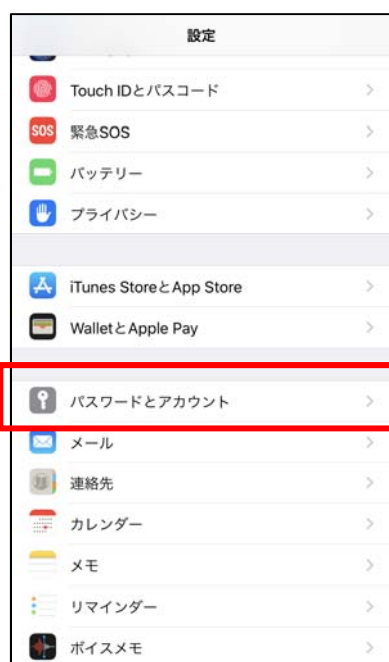 設定
Touch IDとパスコード
SOS 緊急SOS
バッテリー
プライバシー
iTunes StoreとApp Store
WalletとApple Pay
パスワードとアカウント
メール
連絡先
カレンダー
メモ
リマインダー
ボイスメモ